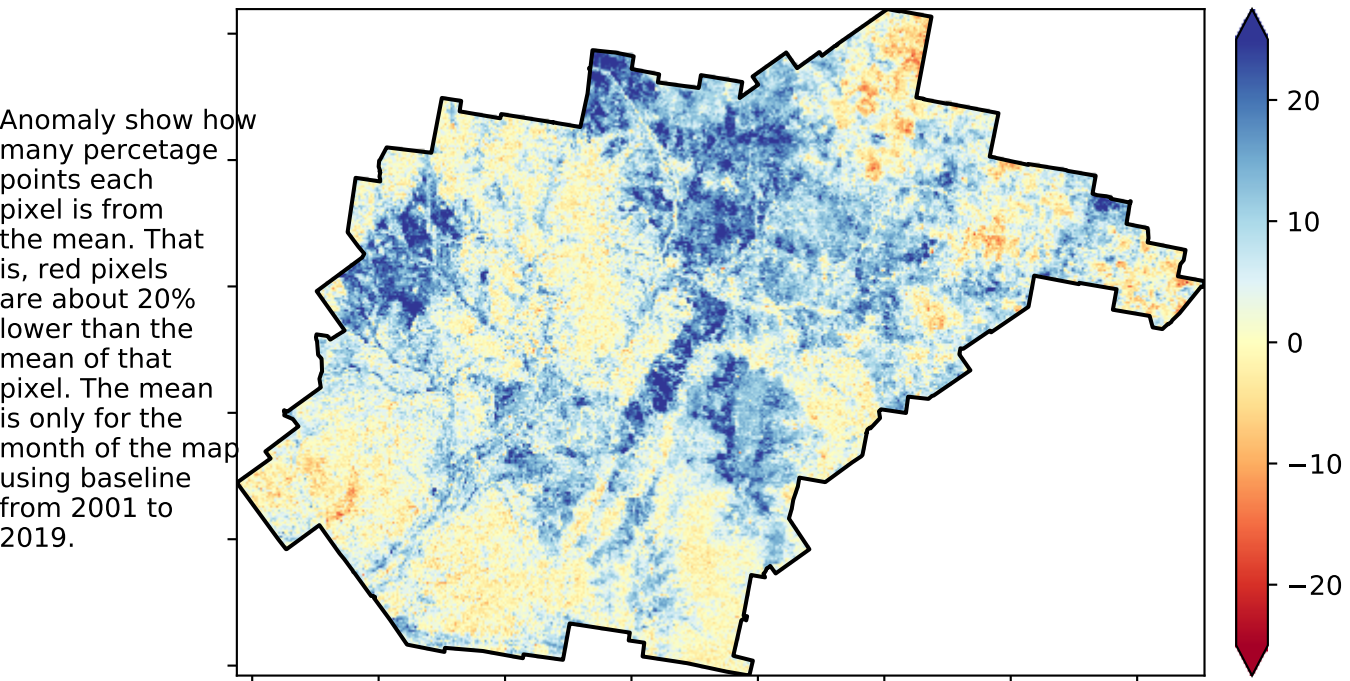 Anomaly show how
many percetage
points each
pixel is from
the mean. That
is, red pixels
are about 20%
lower than the
mean of that
pixel. The mean
is only for the
month of the map
using baseline
from 2001 to
2019.
20
10
0
−10
−20